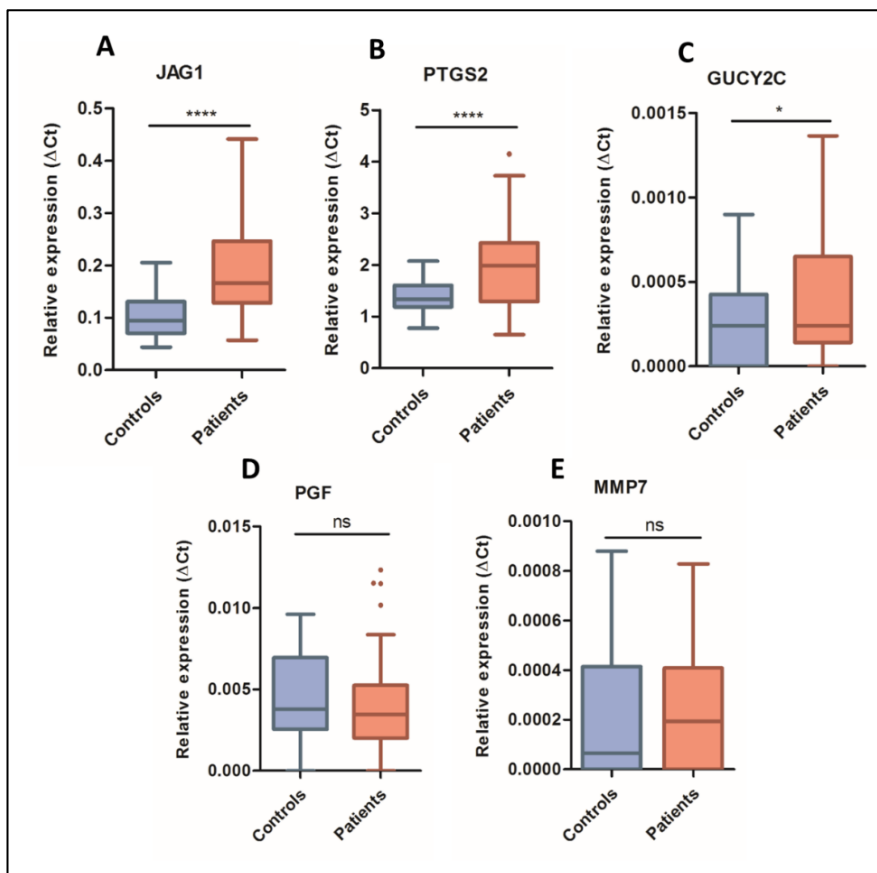 A
JAG1
Relative expression (ΔCt)
0.5
0.4
0.3
0.2
0.1
0.0
****
Controls
Patients
B
PTGS2
Relative expression (ΔCt)
5
4
3
2
1
0
****
Controls
Patients
C
GUCY2C
Relative expression (ΔCt)
0.0015
0.0010
0.0005
0.0000
*
Controls
Patients
D
PGF
Relative expression (ΔCt)
0.015
0.010
0.005
0.000
ns
Controls
Patients
E
MMP7
Relative expression (ΔCt)
0.0010
0.0008
0.0006
0.0004
0.0002
0.0000
ns
Controls
Patients